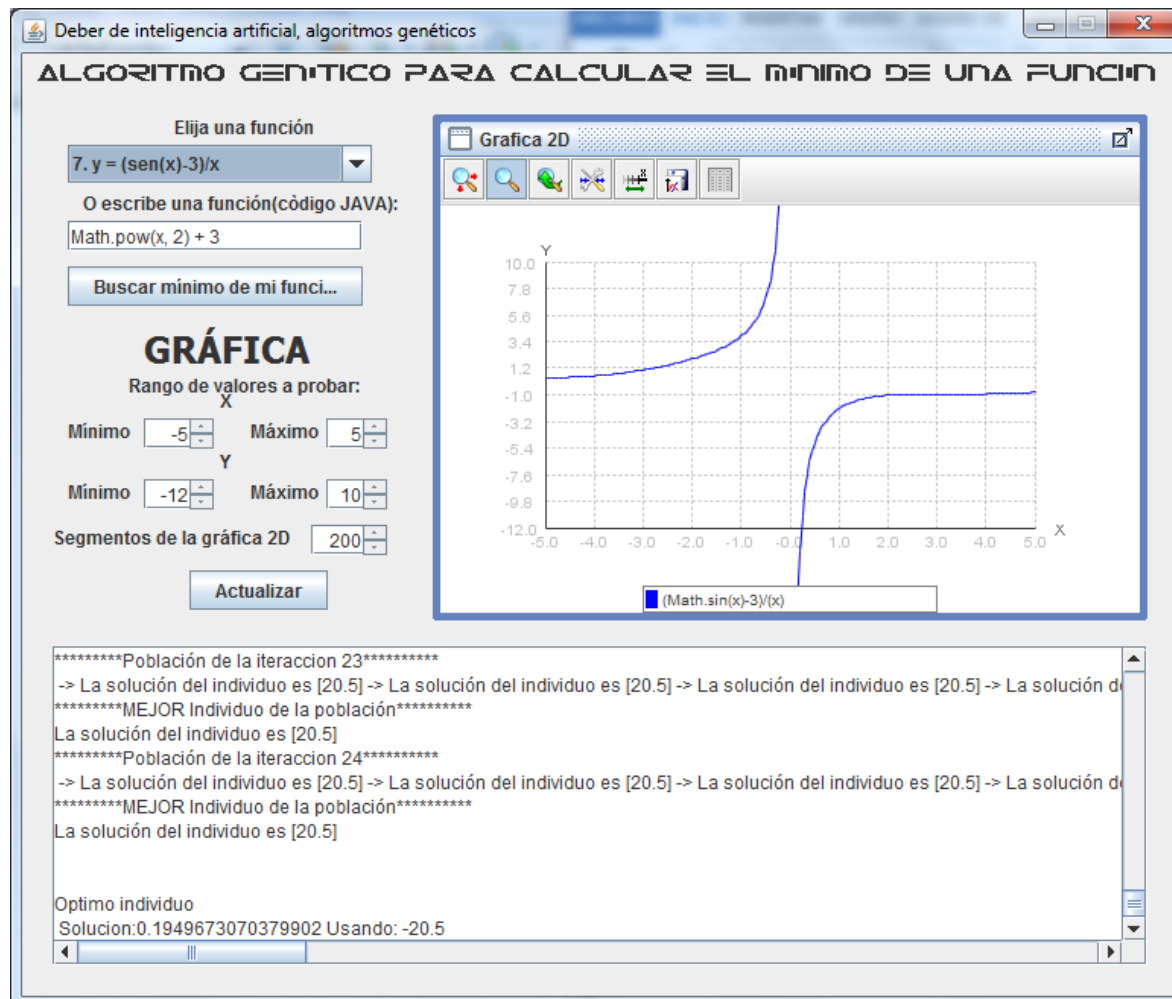 Deber de inteligencia artificial, algoritmos genéticos
ALGORITMO GEN TICO PARA CALCULAR EL M NIMO DE UNA FUNCI N
Elija una función
7. y = (sen(x)-3)/x
O escribe una función(còdigo JAVA):
Math.pow(x, 2) + 3
Buscar mínimo de mi funci...
GRÁFICA
Rango de valores a probar:
X
Mínimo -5 Máximo 5
Y
Mínimo -12 Máximo 10
Segmentos de la gráfica 2D 200
Actualizar
Grafica 2D
Y
10.0
7.8
5.6
3.4
1.2
-1.0
-3.2
-5.4
-7.6
-9.8
-12.0
-5.0 -4.0 -3.0 -2.0 -1.0 -0.0 1.0 2.0 3.0 4.0 5.0 X
(Math.sin(x)-3)/(x)
*********Población de la iteraccion 23**********
-> La solución del individuo es [20.5] -> La solución del individuo es [20.5] -> La solución del individuo es [20.5] -> La solución d
*********MEJOR Individuo de la población**********
La solución del individuo es [20.5]
*********Población de la iteraccion 24**********
-> La solución del individuo es [20.5] -> La solución del individuo es [20.5] -> La solución del individuo es [20.5] -> La solución d
*********MEJOR Individuo de la población**********
La solución del individuo es [20.5]
Optimo individuo
Solucion:0.1949673070379902 Usando: -20.5